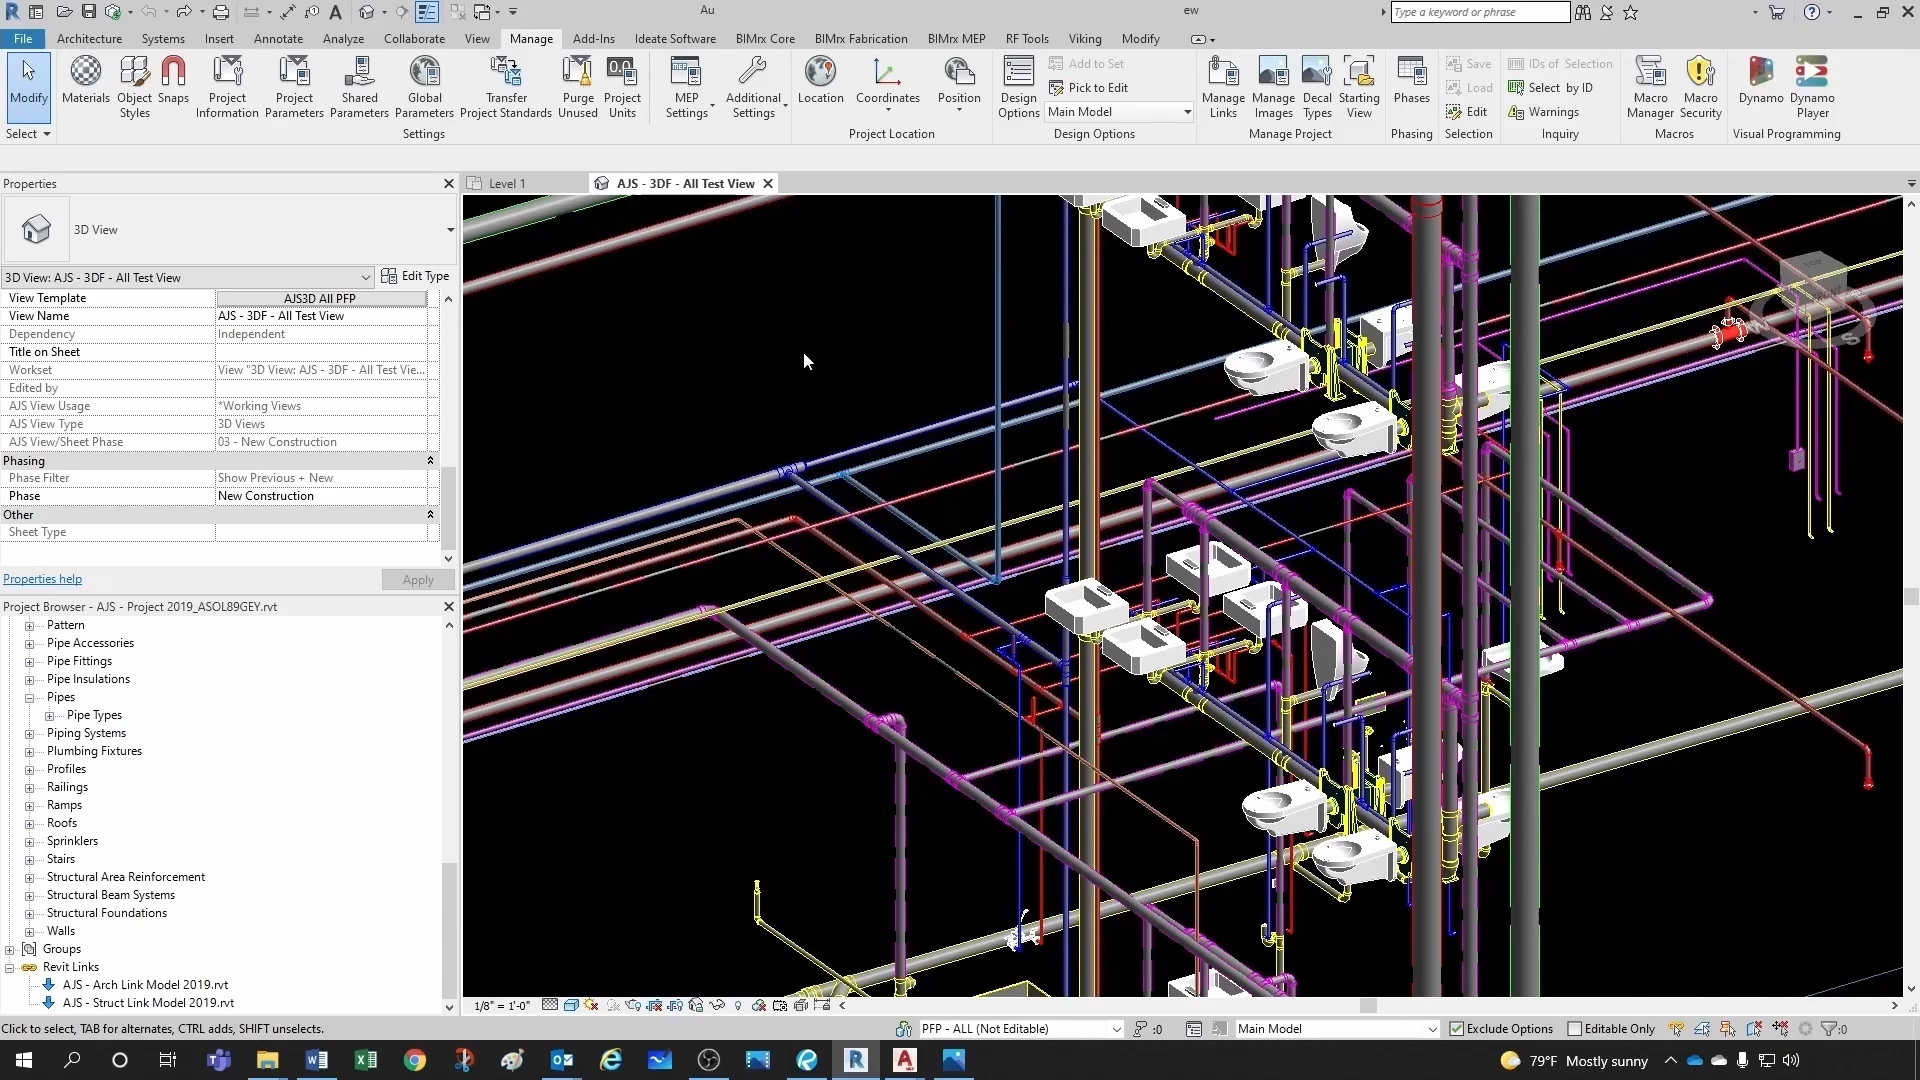 Au
ew
Type a keyword or phrase
File Architecture Systems Insert Annotate Analyze Collaborate View Manage Add-Ins Ideate Software BIMrx Core BIMrx Fabrication BIMrx MEP RF Tools Viking Modify
Modify
Select
Materials
Object Styles
Snaps
Project Information
Project Parameters
Shared Parameters
Global Parameters
Transfer Project Standards
Purge Unused
Project Units
Settings
MEP Settings
Additional Settings
Location
Coordinates
Position
Project Location
Design Options
Add to Set
Pick to Edit
Main Model
Design Options
Manage Links
Manage Images
Decal Types
Starting View
Manage Project
Phases
Phasing
Save
Load
Edit
Selection
IDs of Selection
Select by ID
Warnings
Inquiry
Macro Manager
Macro Security
Macros
Dynamo
Dynamo Player
Visual Programming
Properties
3D View
3D View: AJS - 3DF - All Test View
Edit Type
View Template AJS3D All PFP
View Name AJS - 3DF - All Test View
Dependency Independent
Title on Sheet
Workset View "3D View: AJS - 3DF - All Test Vie...
Edited by
AJS View Usage *Working Views
AJS View Type 3D Views
AJS View/Sheet Phase 03 - New Construction
Phasing
Phase Filter Show Previous + New
Phase New Construction
Other
Sheet Type
Properties help
Apply
Project Browser - AJS - Project 2019_ASOL89GEY.rvt
Pattern
Pipe Accessories
Pipe Fittings
Pipe Insulations
Pipes
Pipe Types
Piping Systems
Plumbing Fixtures
Profiles
Railings
Ramps
Roofs
Sprinklers
Stairs
Structural Area Reinforcement
Structural Beam Systems
Structural Foundations
Walls
Groups
Revit Links
AJS - Arch Link Model 2019.rvt
AJS - Struct Link Model 2019.rvt
Level 1
AJS - 3DF - All Test View
TOP
S
1/8" = 1'-0"
Click to select, TAB for alternates, CTRL adds, SHIFT unselects.
PFP - ALL (Not Editable)
:0
Main Model
Exclude Options
Editable Only
:0
79°F Mostly sunny